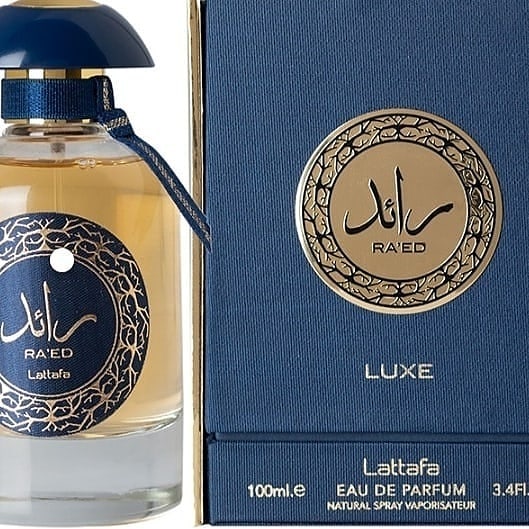 رائد
RA'ED
Lattafa
رائد
RA'ED
LUXE
Lattafa
100ml.e EAU DE PARFUM 3.4Fl.
NATURAL SPRAY VAPORISATEUR